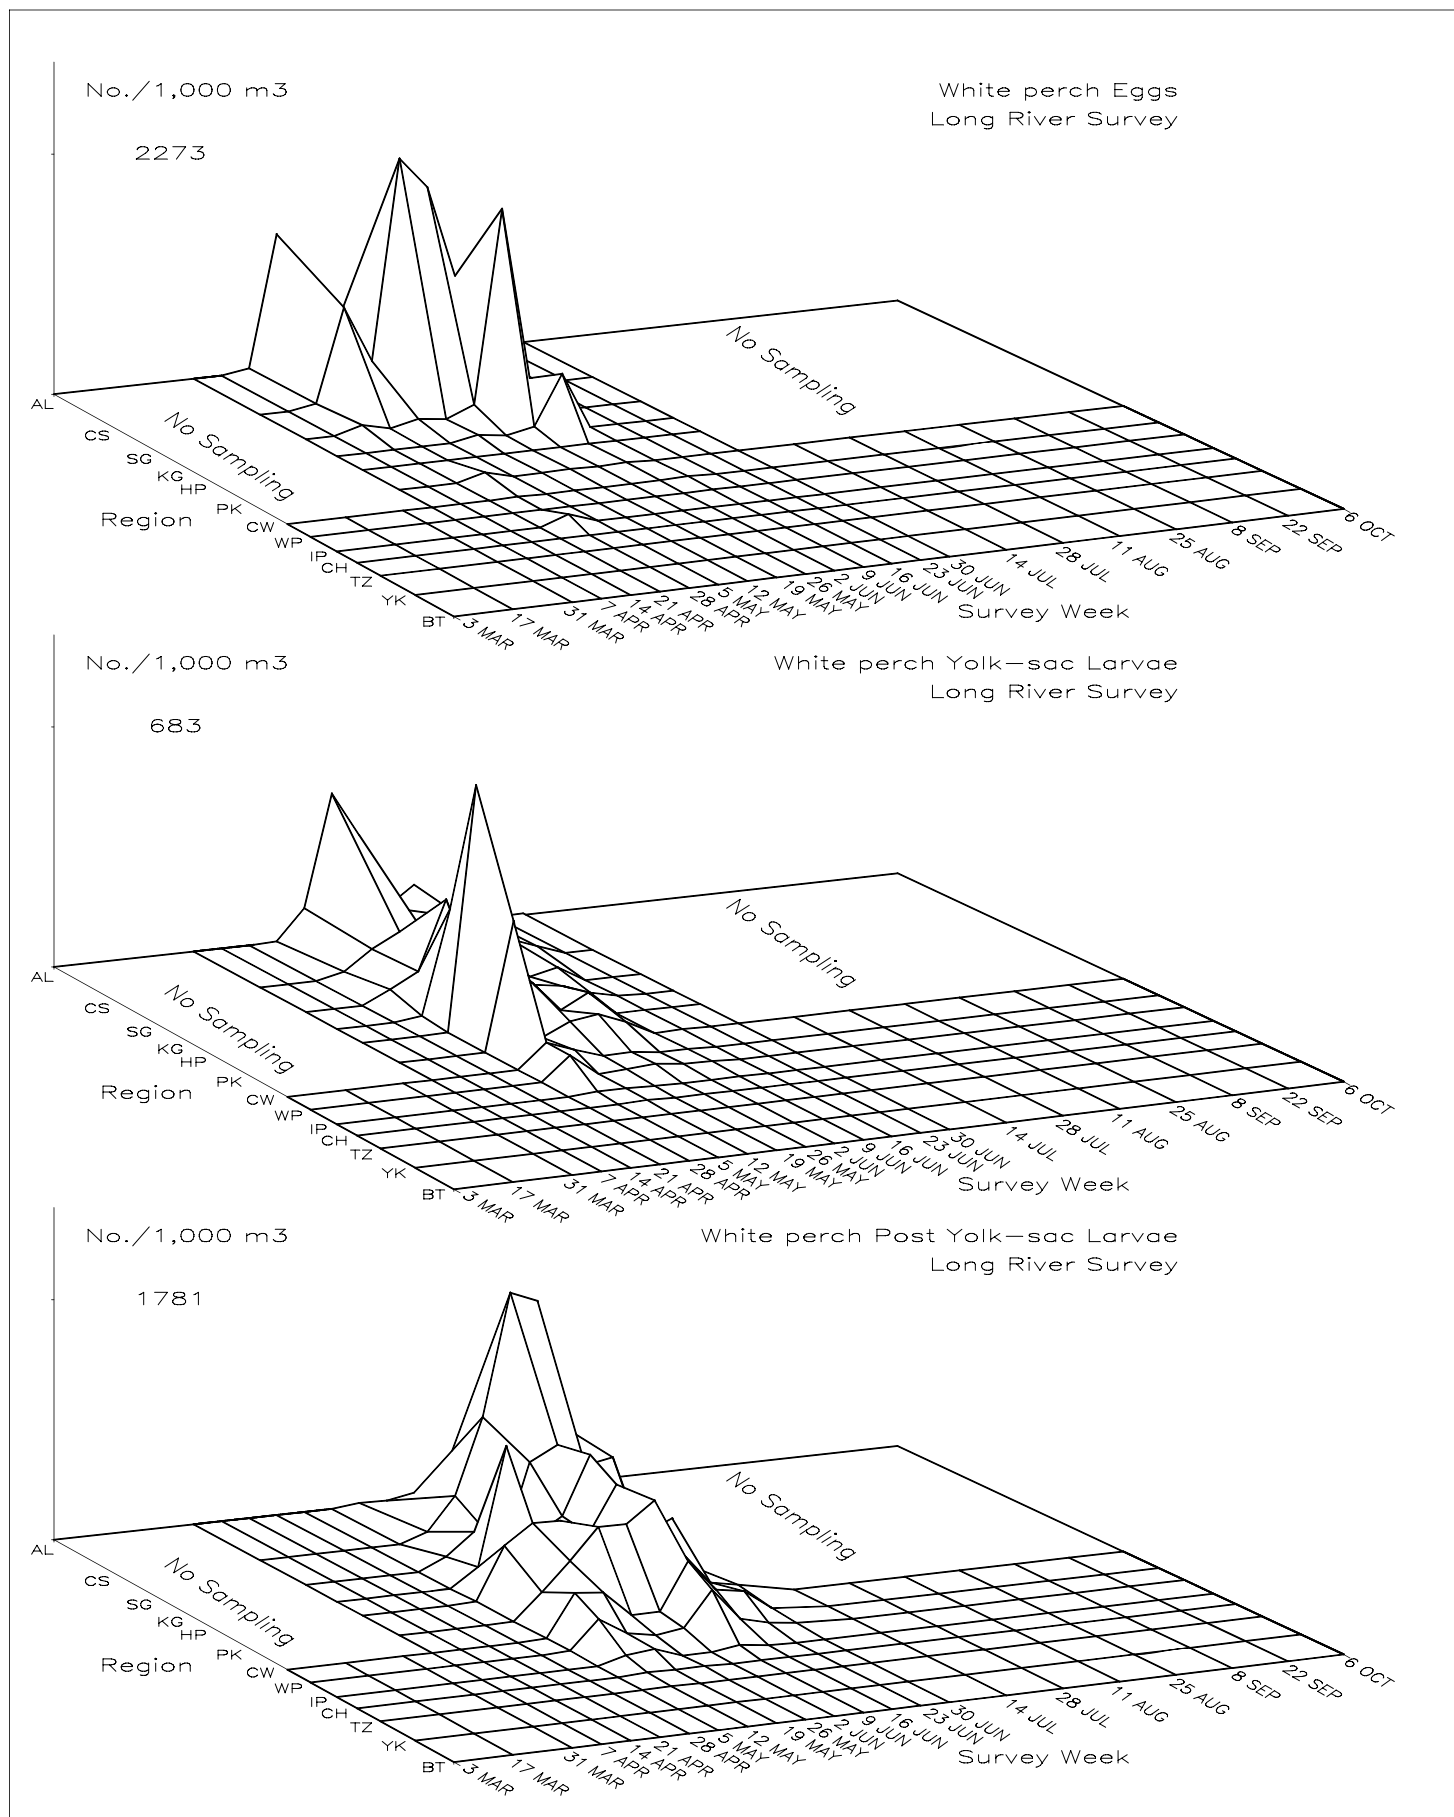 No./1,000 m3
White perch Eggs
Long River Survey
2273
No Sampling
No Sampling
AL
CS
SG
KG
HP
PK
CW
WP
IP
CH
TZ
YK
BT
Region
3 MAR
17 MAR
31 MAR
7 APR
14 APR
21 APR
28 APR
5 MAY
12 MAY
19 MAY
26 MAY
2 JUN
9 JUN
16 JUN
23 JUN
30 JUN
14 JUL
28 JUL
11 AUG
25 AUG
8 SEP
22 SEP
6 OCT
Survey Week
No./1,000 m3
White perch Yolk-sac Larvae
Long River Survey
683
No Sampling
No Sampling
AL
CS
SG
KG
HP
PK
CW
WP
IP
CH
TZ
YK
BT
Region
3 MAR
17 MAR
31 MAR
7 APR
14 APR
21 APR
28 APR
5 MAY
12 MAY
19 MAY
26 MAY
2 JUN
9 JUN
16 JUN
23 JUN
30 JUN
14 JUL
28 JUL
11 AUG
25 AUG
8 SEP
22 SEP
6 OCT
Survey Week
No./1,000 m3
White perch Post Yolk-sac Larvae
Long River Survey
1781
No Sampling
No Sampling
AL
CS
SG
KG
HP
PK
CW
WP
IP
CH
TZ
YK
BT
Region
3 MAR
17 MAR
31 MAR
7 APR
14 APR
21 APR
28 APR
5 MAY
12 MAY
19 MAY
26 MAY
2 JUN
9 JUN
16 JUN
23 JUN
30 JUN
14 JUL
28 JUL
11 AUG
25 AUG
8 SEP
22 SEP
6 OCT
Survey Week